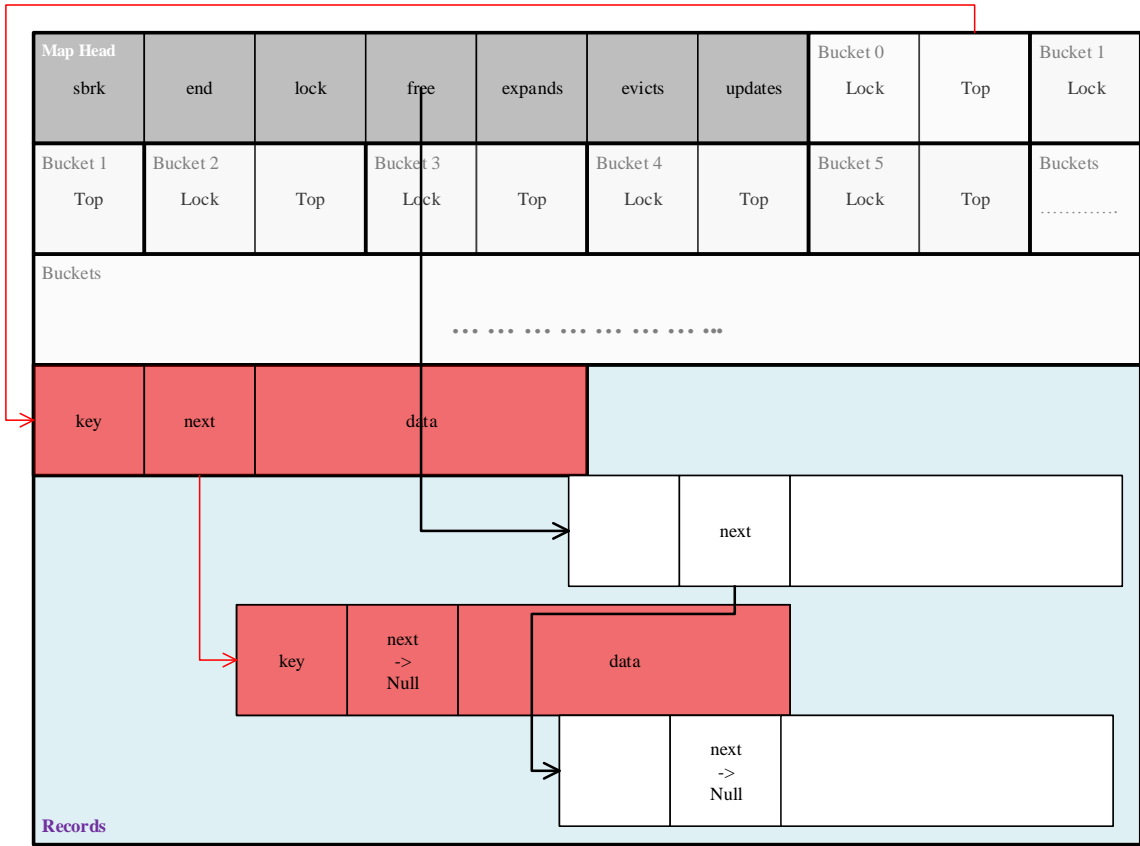 Map Head
sbrk
end
lock
free
expands
evicts
updates
Bucket 0
Lock
Top
Bucket 1
Lock
Bucket 1
Top
Bucket 2
Lock
Top
Bucket 3
Lock
Top
Bucket 4
Lock
Top
Bucket 5
Lock
Top
Buckets
.............
Buckets
... ... ... ... ... ... ... ...
key
next
data
next
key
next
->
Null
data
next
->
Null
Records